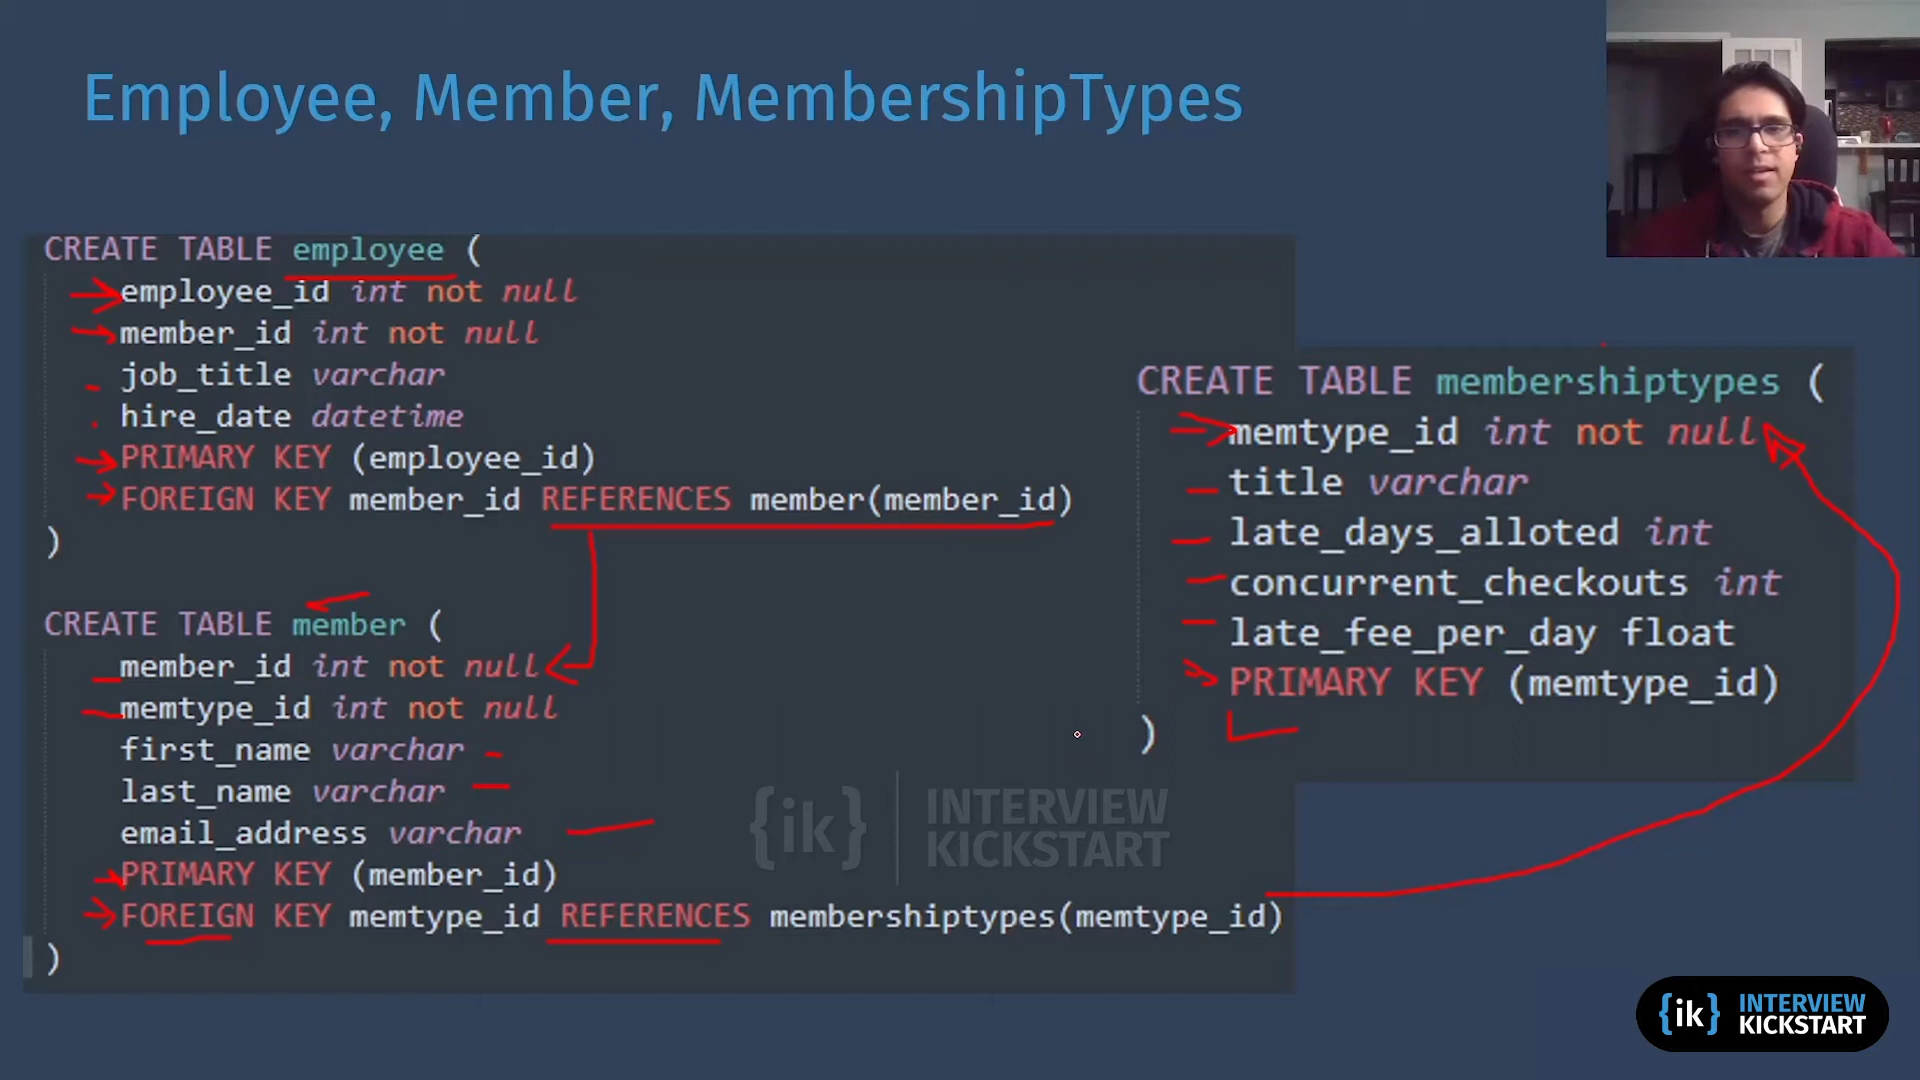 Employee, Member, MembershipTypes
CREATE TABLE employee (
employee_id int not null
member_id int not null
job_title varchar
hire_date datetime
PRIMARY KEY (employee_id)
FOREIGN KEY member_id REFERENCES member(member_id)
)
CREATE TABLE member (
member_id int not null
memtype_id int not null
first_name varchar
last_name varchar
email_address varchar
PRIMARY KEY (member_id)
FOREIGN KEY memtype_id REFERENCES membershiptypes(memtype_id)
)
CREATE TABLE membershiptypes (
memtype_id int not null
title varchar
late_days_alloted int
concurrent_checkouts int
late_fee_per_day float
PRIMARY KEY (memtype_id)
)
{ik} INTERVIEW
KICKSTART
{ik} INTERVIEW
KICKSTART